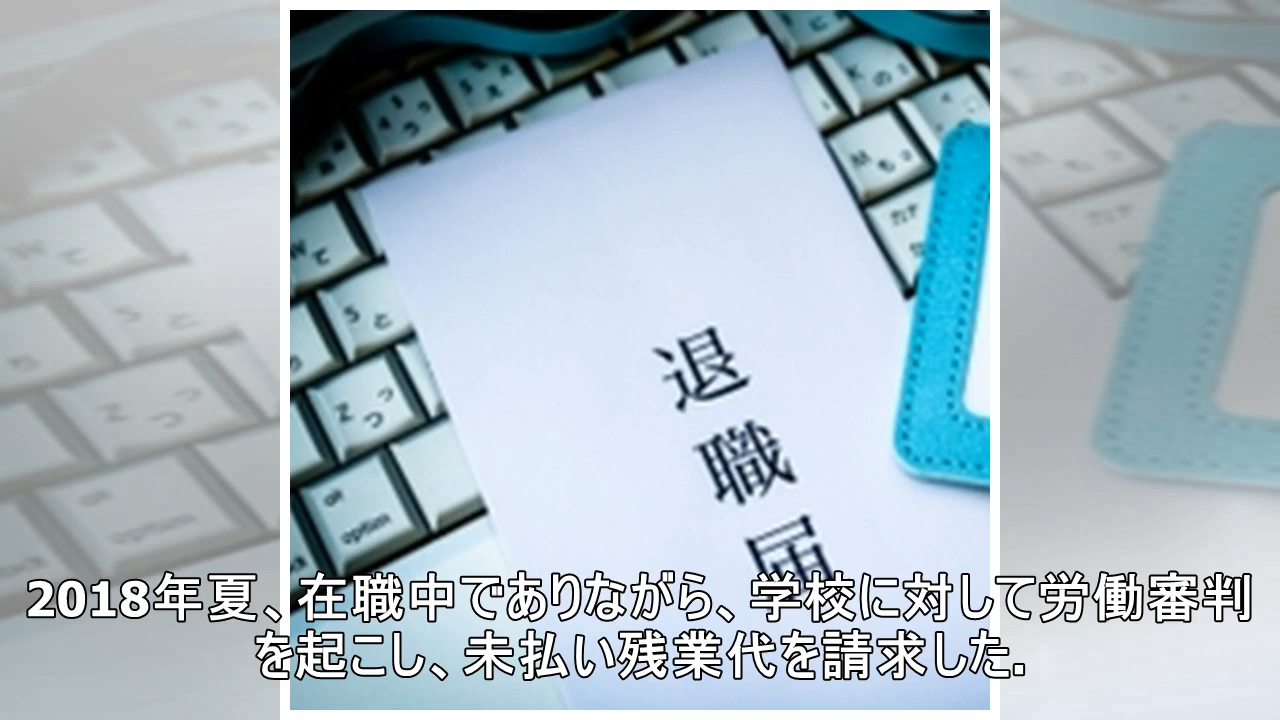 退職届
2018年夏、在職中でありながら、学校に対して労働審判
を起こし、未払い残業代を請求した.